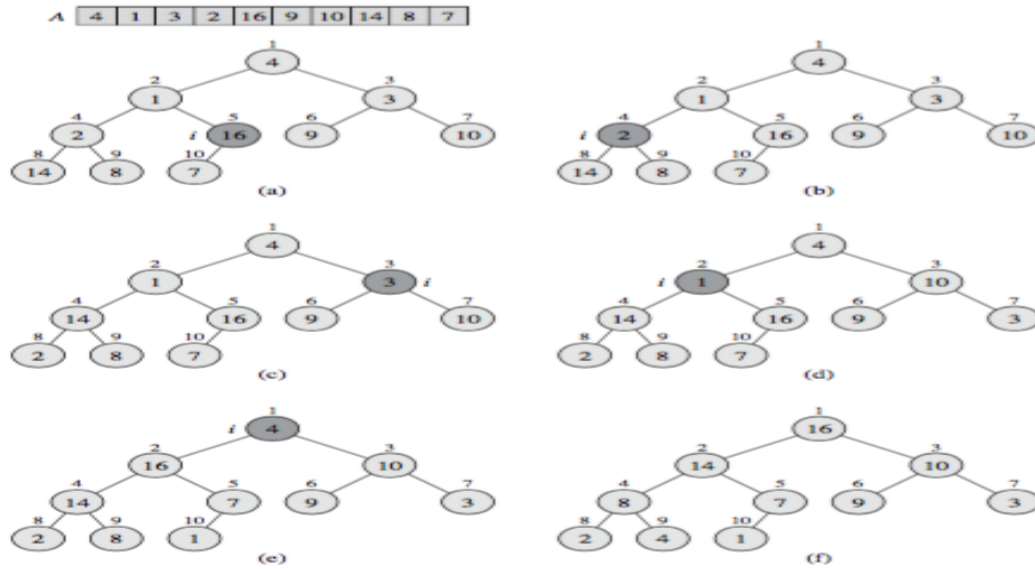 A 4 1 3 2 16 9 10 14 8 7
1 1
4 4
2 3 2 3
1 3 1 3
4 5 6 7 4 5 6 7
2 i 16 9 10 i 2 16 9 10
8 9 10 8 9 10
14 8 7 14 8 7
(a) (b)
1 1
4 4
2 3 2 3
1 3 i i 1 10
4 5 6 7 4 5 6 7
14 16 9 10 14 16 9 3
8 9 10 8 9 10
2 8 7 2 8 7
(c) (d)
1 1
i 4 16
2 3 2 3
16 10 14 10
4 5 6 7 4 5 6 7
14 7 9 3 8 7 9 3
8 9 10 8 9 10
2 8 1 2 4 1
(e) (f)